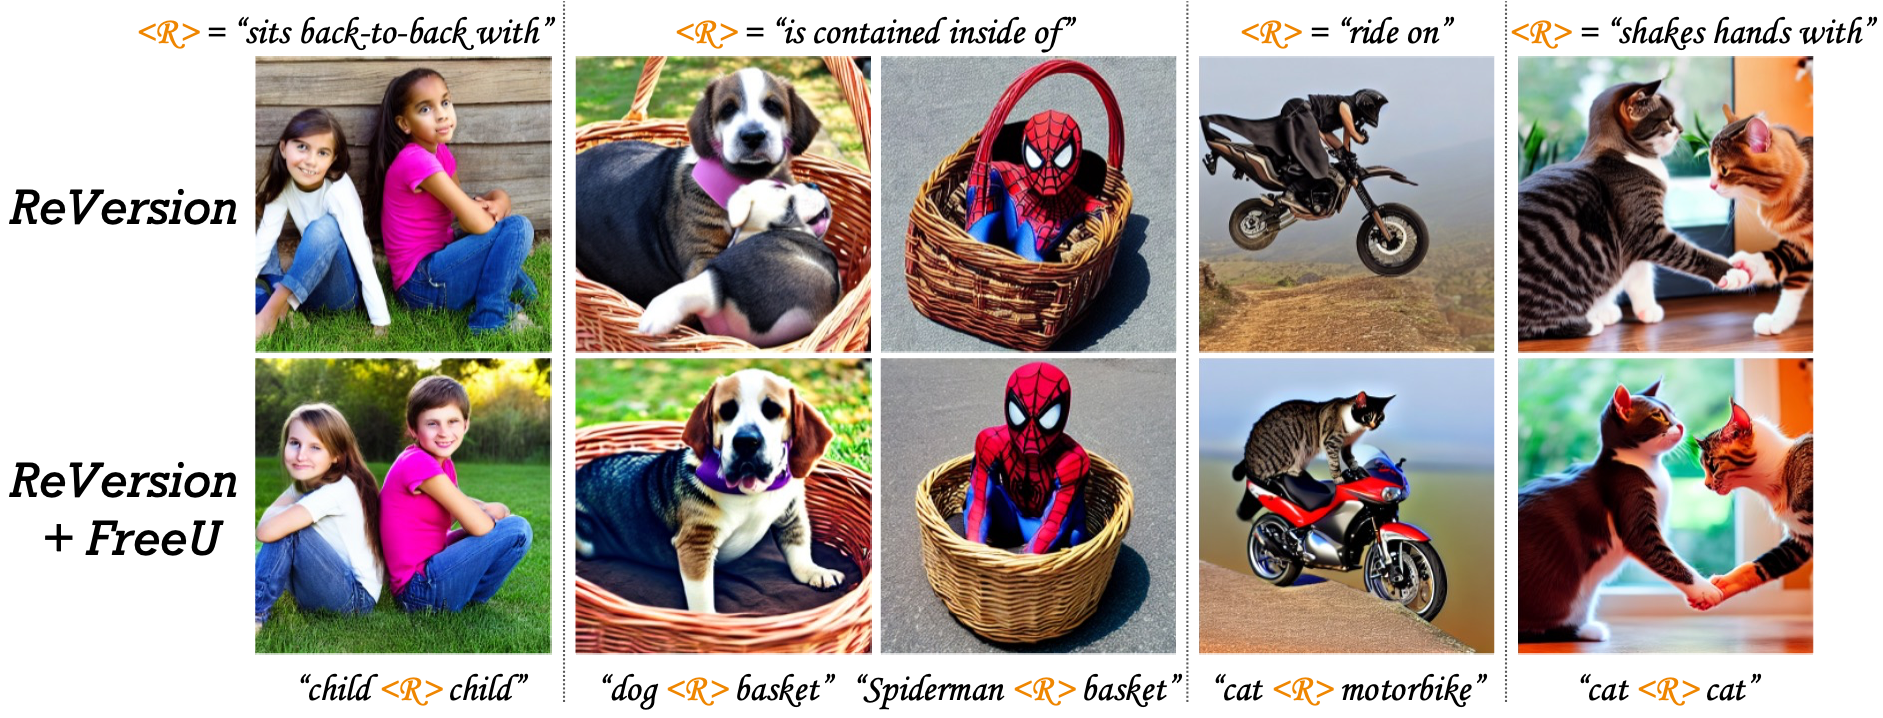 <R> = “sits back-to-back with”
<R> = “is contained inside of”
<R> = “ride on”
<R> = “shakes hands with”
ReVersion
ReVersion
+ FreeU
“child <R> child”
“dog <R> basket”
“Spiderman <R> basket”
“cat <R> motorbike”
“cat <R> cat”